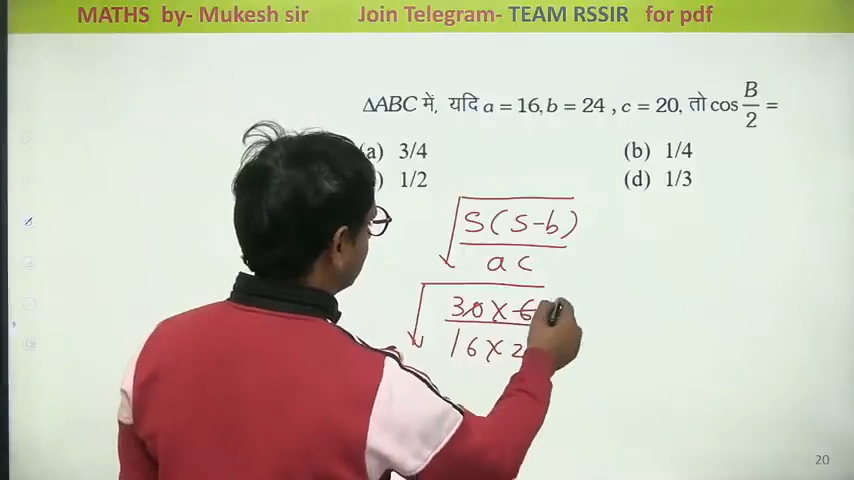 MATHS by- Mukesh sir Join Telegram- TEAM RSSIR for pdf
ΔABC में, यदि a = 16, b = 24 , c = 20, तो cos B/2 =
a) 3/4 (b) 1/4
) 1/2 (d) 1/3
√ S(S-b)
ac
√ 30×6
16×2
20